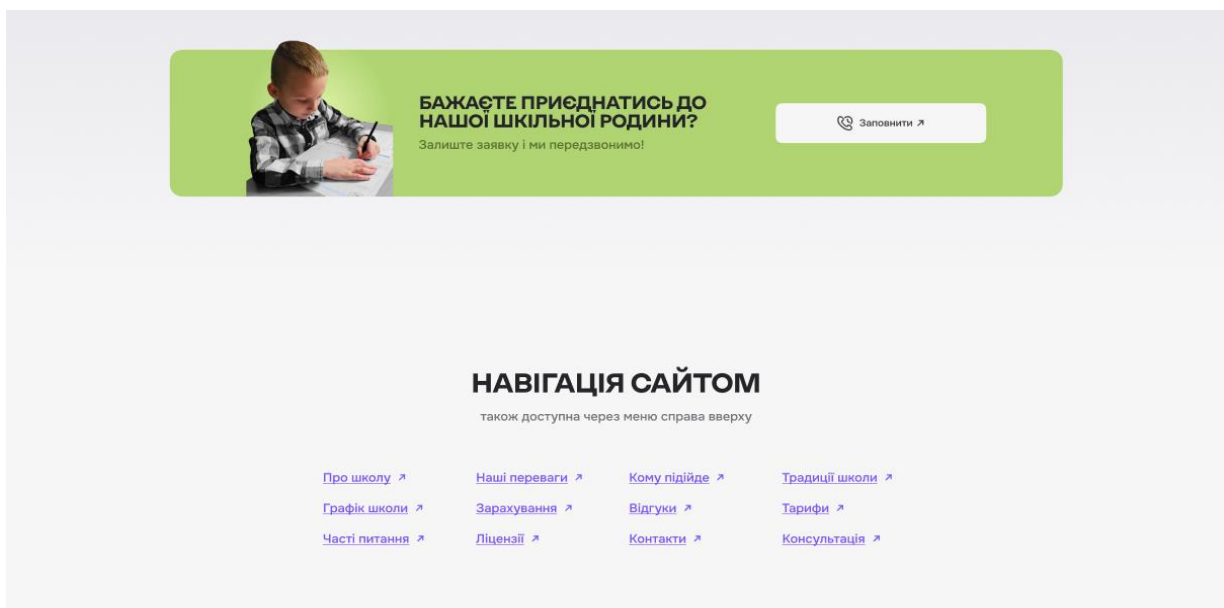 БАЖАЄТЕ ПРИЄДНАТИСЬ ДО
НАШОЇ ШКІЛЬНОЇ РОДИНИ?
Залиште заявку і ми передзвонимо!
Заповнити ↗
НАВІГАЦІЯ САЙТОМ
також доступна через меню справа вверху
Про школу ↗ Наші переваги ↗ Кому підійде ↗ Традиції школи ↗
Графік школи ↗ Зарахування ↗ Відгуки ↗ Тарифи ↗
Часті питання ↗ Ліцензії ↗ Контакти ↗ Консультація ↗